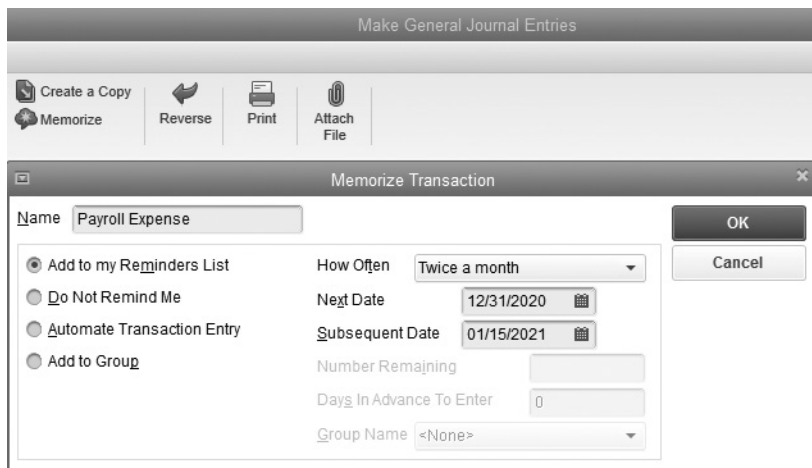 Make General Journal Entries
Create a Copy
Memorize
Reverse
Print
Attach
File
Memorize Transaction
Name Payroll Expense
OK
Cancel
Add to my Reminders List
Do Not Remind Me
Automate Transaction Entry
Add to Group
How Often Twice a month
Next Date 12/31/2020
Subsequent Date 01/15/2021
Number Remaining
Days In Advance To Enter 0
Group Name <None>